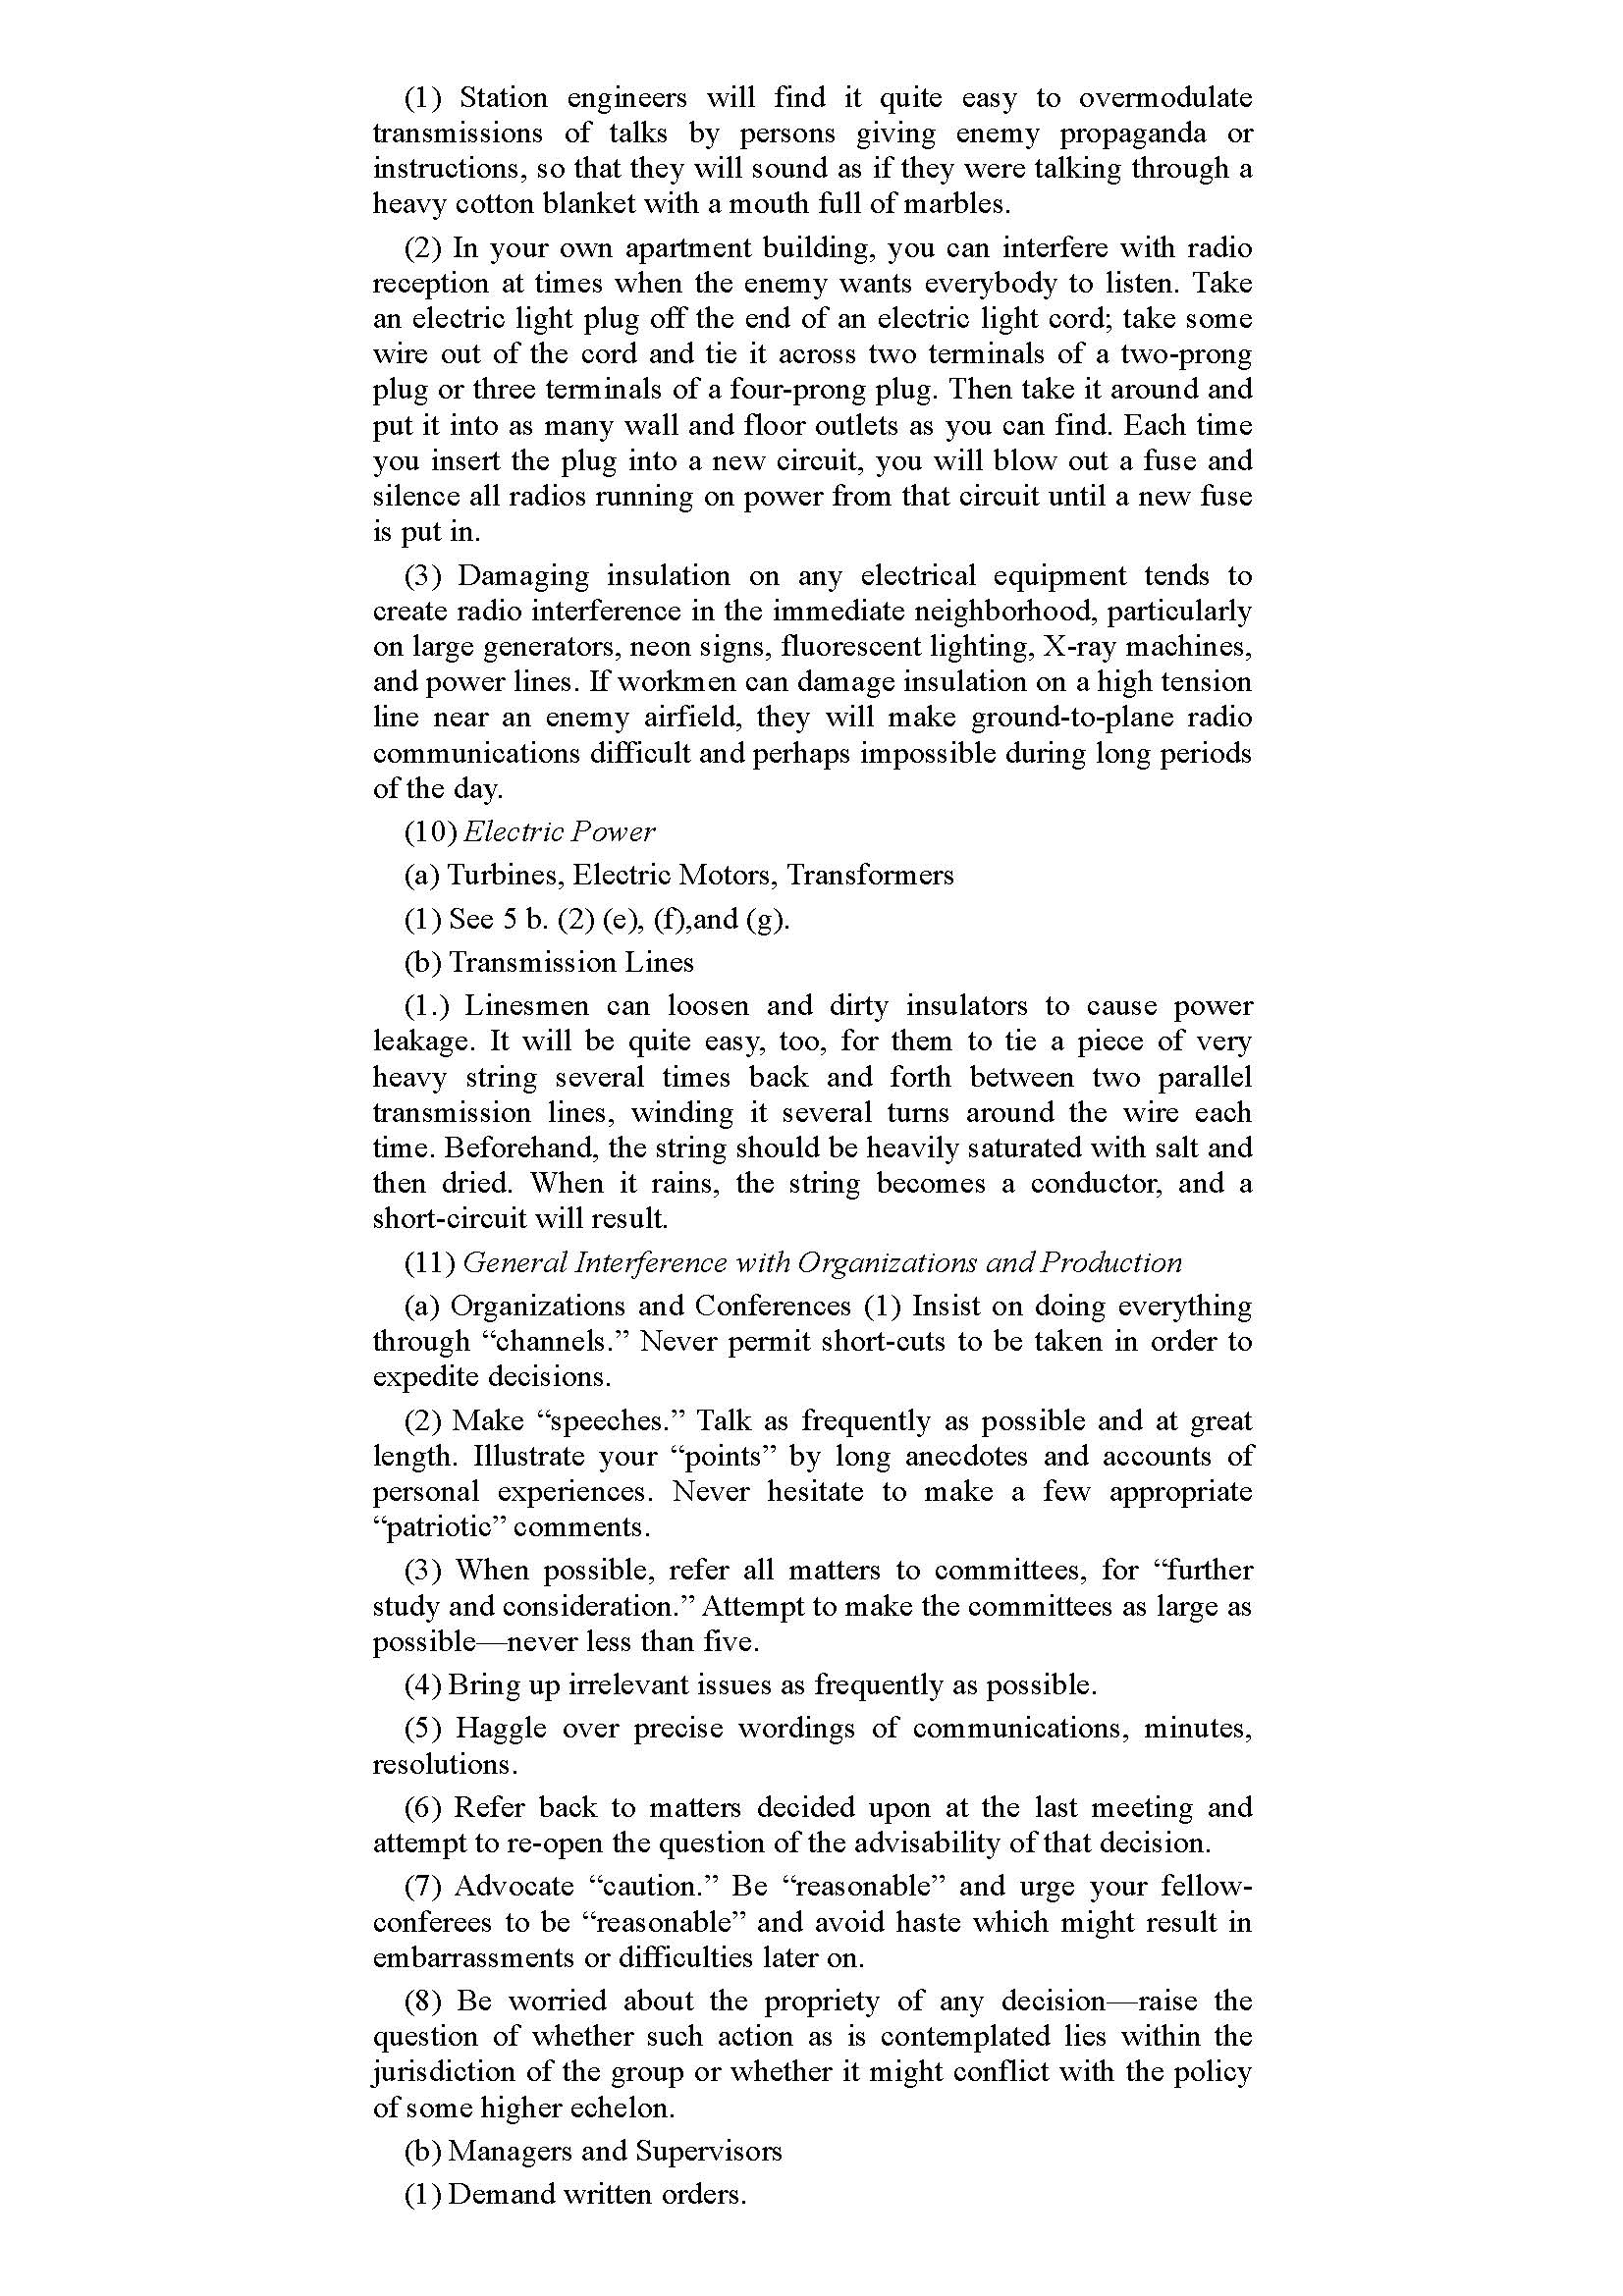 (1) Station engineers will find it quite easy to overmodulate
transmissions of talks by persons giving enemy propaganda or
instructions, so that they will sound as if they were talking through a
heavy cotton blanket with a mouth full of marbles.
(2) In your own apartment building, you can interfere with radio
reception at times when the enemy wants everybody to listen. Take
an electric light plug off the end of an electric light cord; take some
wire out of the cord and tie it across two terminals of a two-prong
plug or three terminals of a four-prong plug. Then take it around and
put it into as many wall and floor outlets as you can find. Each time
you insert the plug into a new circuit, you will blow out a fuse and
silence all radios running on power from that circuit until a new fuse
is put in.
(3) Damaging insulation on any electrical equipment tends to
create radio interference in the immediate neighborhood, particularly
on large generators, neon signs, fluorescent lighting, X-ray machines,
and power lines. If workmen can damage insulation on a high tension
line near an enemy airfield, they will make ground-to-plane radio
communications difficult and perhaps impossible during long periods
of the day.
(10) Electric Power
(a) Turbines, Electric Motors, Transformers
(1) See 5 b. (2) (e), (f),and (g).
(b) Transmission Lines
(1.) Linesmen can loosen and dirty insulators to cause power
leakage. It will be quite easy, too, for them to tie a piece of very
heavy string several times back and forth between two parallel
transmission lines, winding it several turns around the wire each
time. Beforehand, the string should be heavily saturated with salt and
then dried. When it rains, the string becomes a conductor, and a
short-circuit will result.
(11) General Interference with Organizations and Production
(a) Organizations and Conferences (1) Insist on doing everything
through “channels.” Never permit short-cuts to be taken in order to
expedite decisions.
(2) Make “speeches.” Talk as frequently as possible and at great
length. Illustrate your “points” by long anecdotes and accounts of
personal experiences. Never hesitate to make a few appropriate
“patriotic” comments.
(3) When possible, refer all matters to committees, for “further
study and consideration.” Attempt to make the committees as large as
possible—never less than five.
(4) Bring up irrelevant issues as frequently as possible.
(5) Haggle over precise wordings of communications, minutes,
resolutions.
(6) Refer back to matters decided upon at the last meeting and
attempt to re-open the question of the advisability of that decision.
(7) Advocate “caution.” Be “reasonable” and urge your fellow-
conferees to be “reasonable” and avoid haste which might result in
embarrassments or difficulties later on.
(8) Be worried about the propriety of any decision—raise the
question of whether such action as is contemplated lies within the
jurisdiction of the group or whether it might conflict with the policy
of some higher echelon.
(b) Managers and Supervisors
(1) Demand written orders.